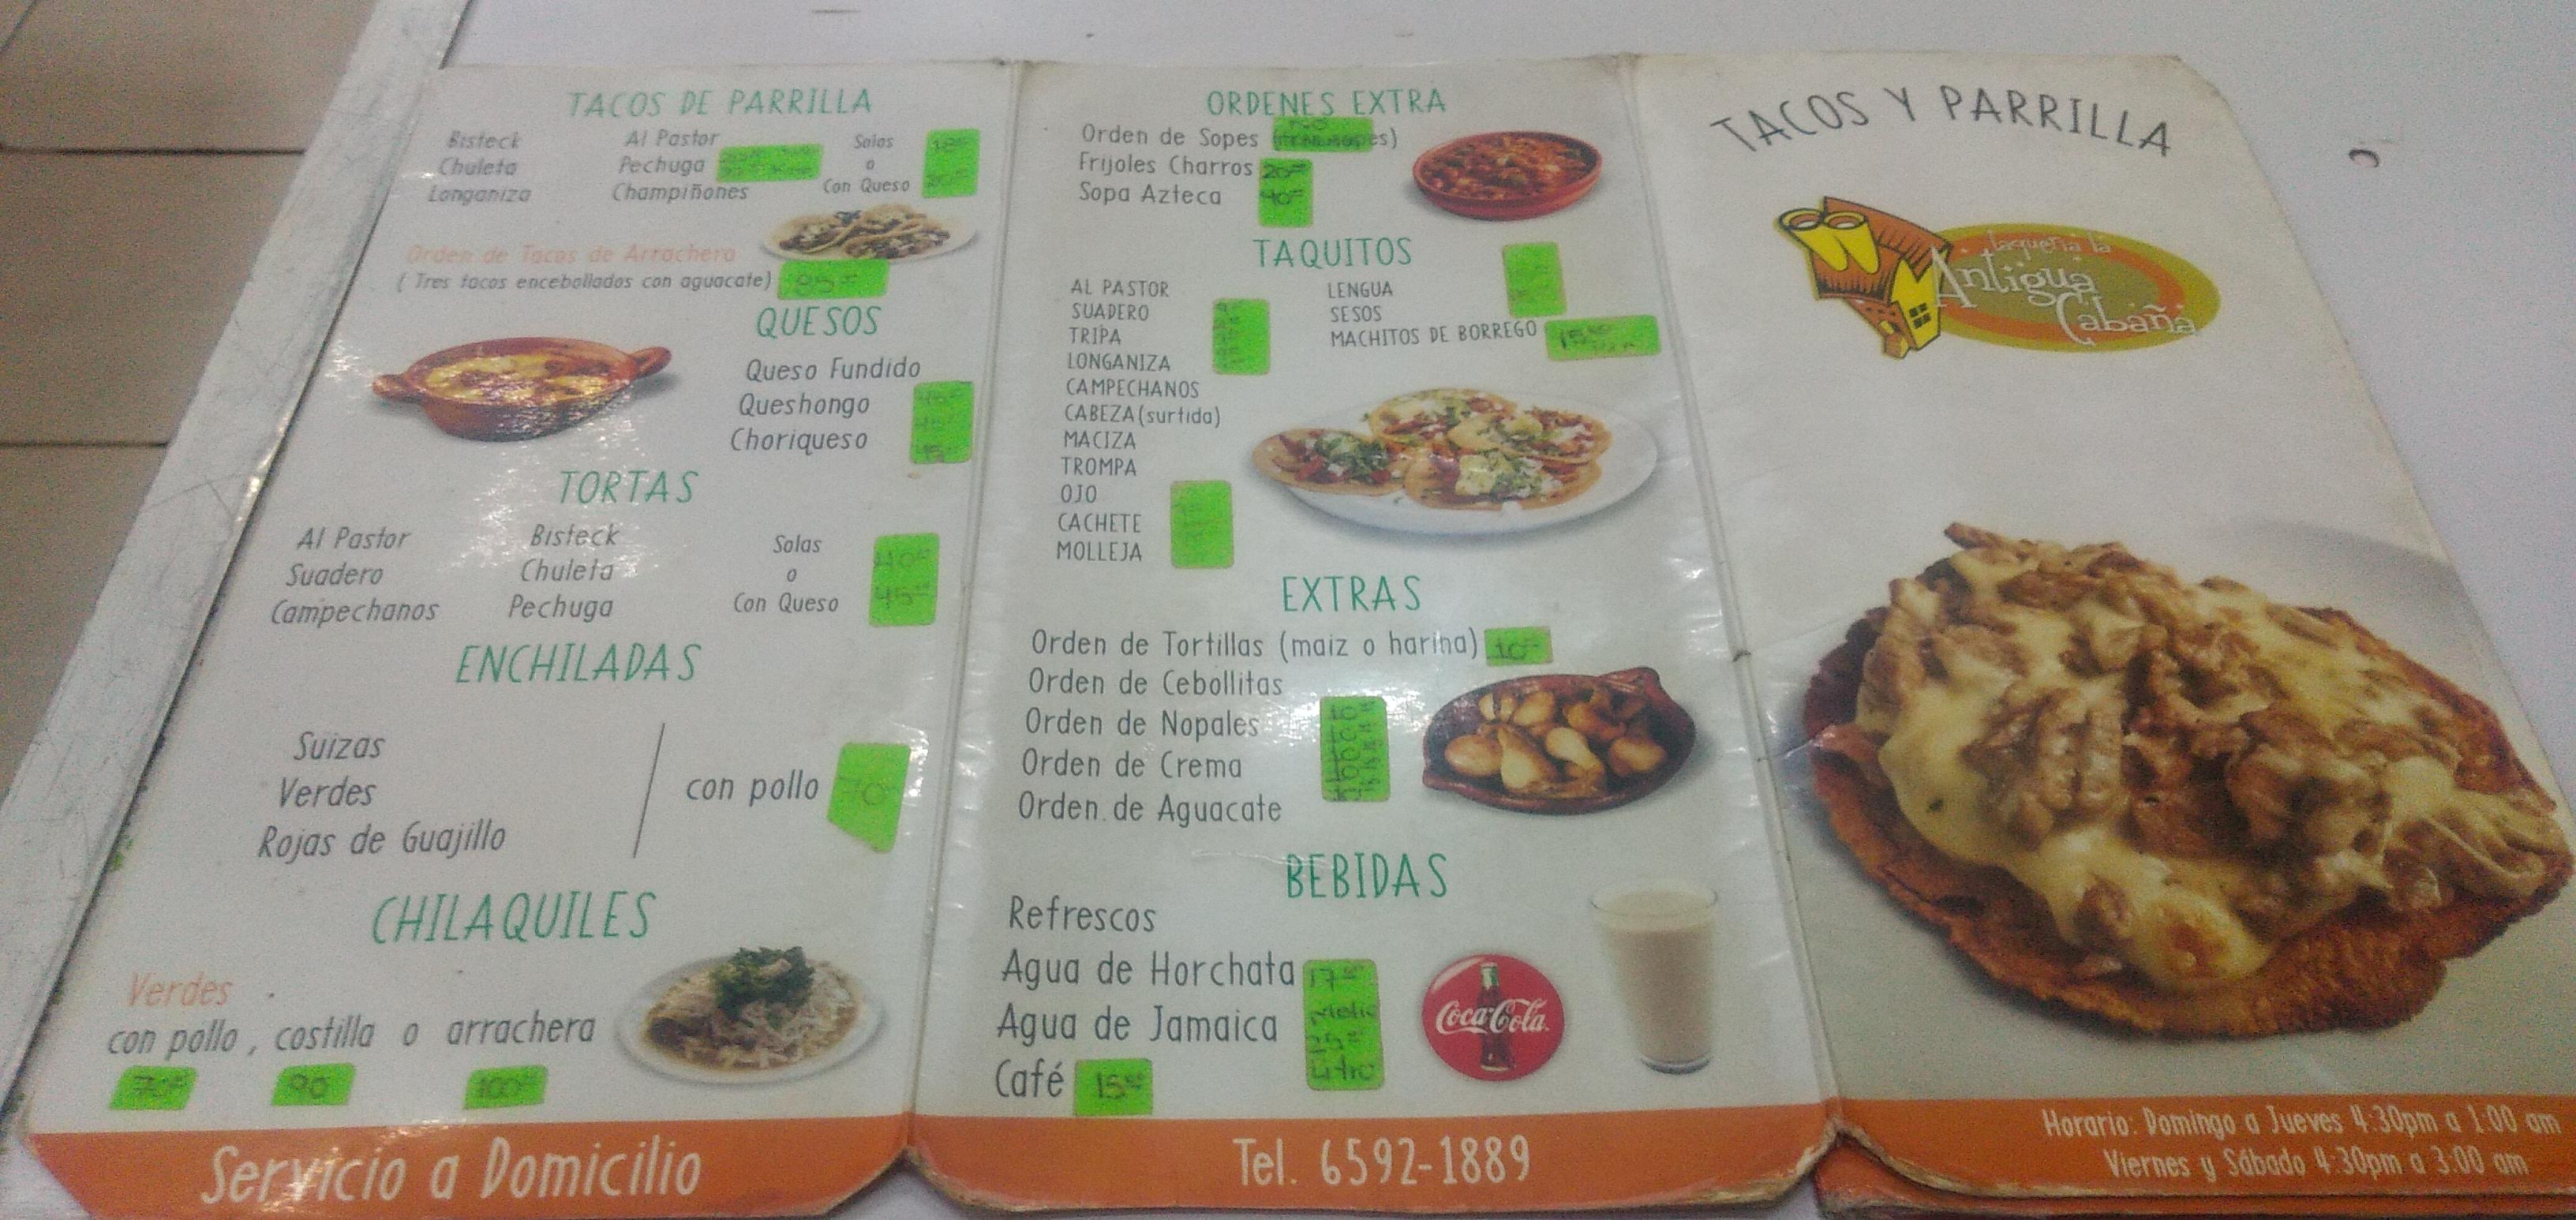 TACOS DE PARRILLA
Bisteck Al Pastor Solas
Chuleta Pechuga o
Longaniza Champiñones Con Queso
Orden de Tacos de Arrachera
( Tres tacos encebollados con aguacate)
QUESOS
Queso Fundido
Queshongo
Choriqueso
TORTAS
Al Pastor Bisteck Solas
Suadero Chuleta o
Campechanos Pechuga Con Queso
40
45
ENCHILADAS
Suizas
Verdes
Rojas de Guajillo
con pollo 70
CHILAQUILES
Verdes
con pollo, costilla o arrachera
70 90 100
Servicio a Domicilio
ORDENES EXTRA
Orden de Sopes
Frijoles Charros 20
Sopa Azteca 40
TAQUITOS
AL PASTOR
SUADERO
TRIPA
LONGANIZA
CAMPECHANOS
CABEZA (surtida)
MACIZA
TROMPA
OJO
CACHETE
MOLLEJA
LENGUA
SESOS
MACHITOS DE BORREGO 15
EXTRAS
Orden de Tortillas (maiz o harina) 10
Orden de Cebollitas
Orden de Nopales
Orden de Crema
Orden de Aguacate
BEBIDAS
Refrescos
Agua de Horchata
Agua de Jamaica
17
Medio
Litro
Café 15
Coca-Cola
Tel. 6592-1889
TACOS Y PARRILLA
taquería la
Antigua
Cabaña
Horario: Domingo a Jueves 4:30pm a 1:00 am
Viernes y Sábado 4:30pm a 3:00 am